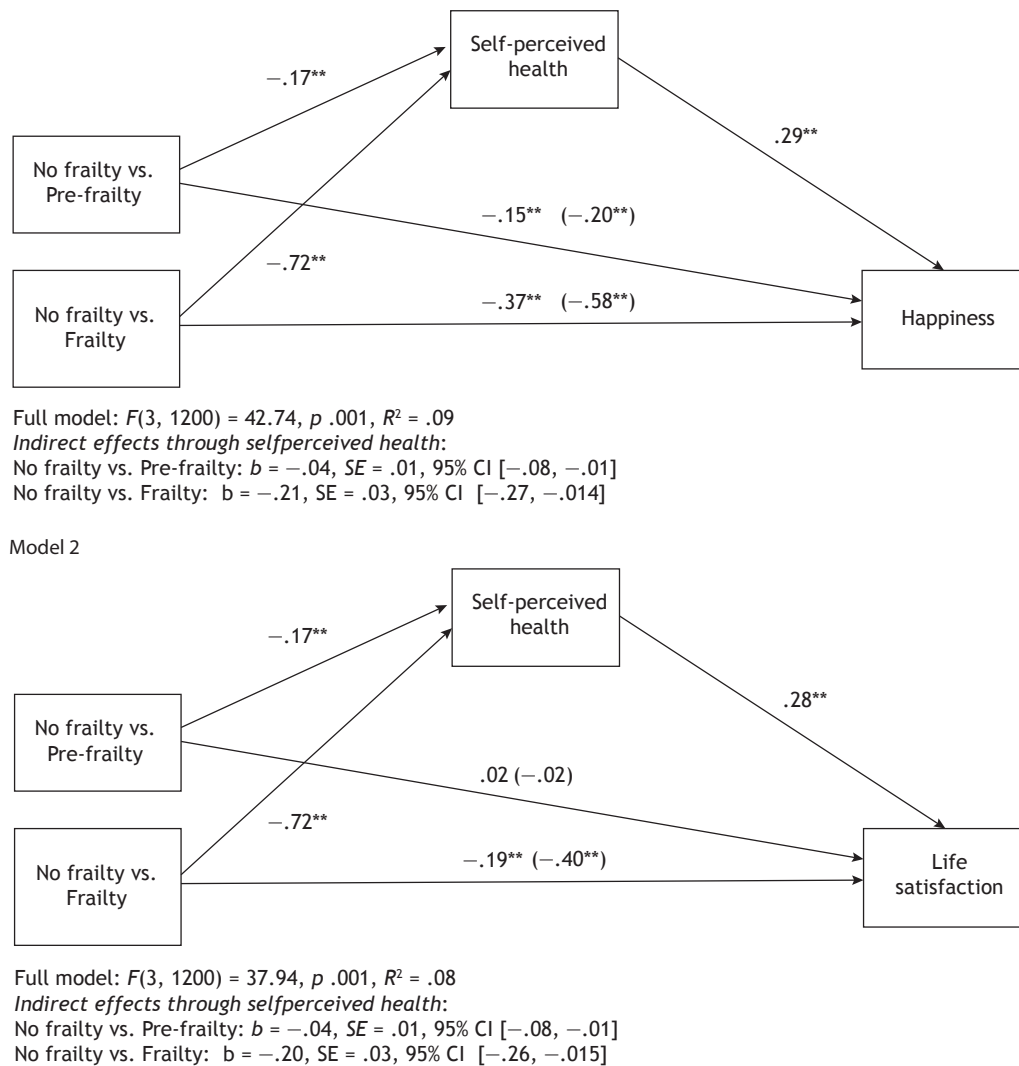 Self-perceived
health
−.17**
.29**
No frailty vs.
Pre-frailty
−.15** (−.20**)
−.72**
No frailty vs.
Frailty
−.37** (−.58**)
Happiness
Full model: F(3, 1200) = 42.74, p .001, R² = .09
Indirect effects through selfperceived health:
No frailty vs. Pre-frailty: b = −.04, SE = .01, 95% CI [−.08, −.01]
No frailty vs. Frailty: b = −.21, SE = .03, 95% CI [−.27, −.014]
Model 2
Self-perceived
health
−.17**
.28**
No frailty vs.
Pre-frailty
.02 (−.02)
−.72**
No frailty vs.
Frailty
−.19** (−.40**)
Life
satisfaction
Full model: F(3, 1200) = 37.94, p .001, R² = .08
Indirect effects through selfperceived health:
No frailty vs. Pre-frailty: b = −.04, SE = .01, 95% CI [−.08, −.01]
No frailty vs. Frailty: b = −.20, SE = .03, 95% CI [−.26, −.015]